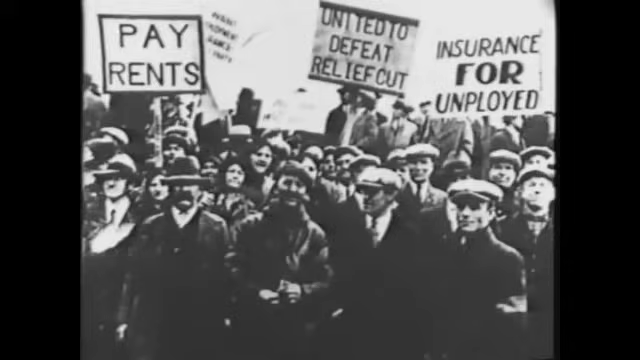 PAY
RENTS
UNITED TO
DEFEAT
RELIEF CUT
INSURANCE
FOR
UNPLOYED